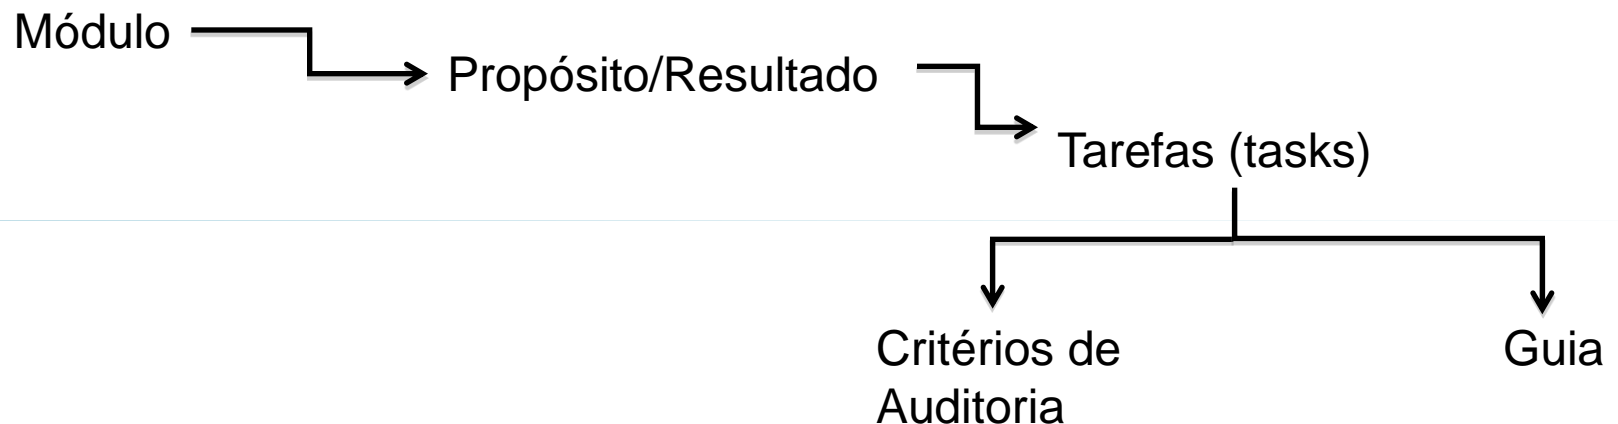 Módulo
Propósito/Resultado
Tarefas (tasks)
Critérios de
Auditoria
Guia